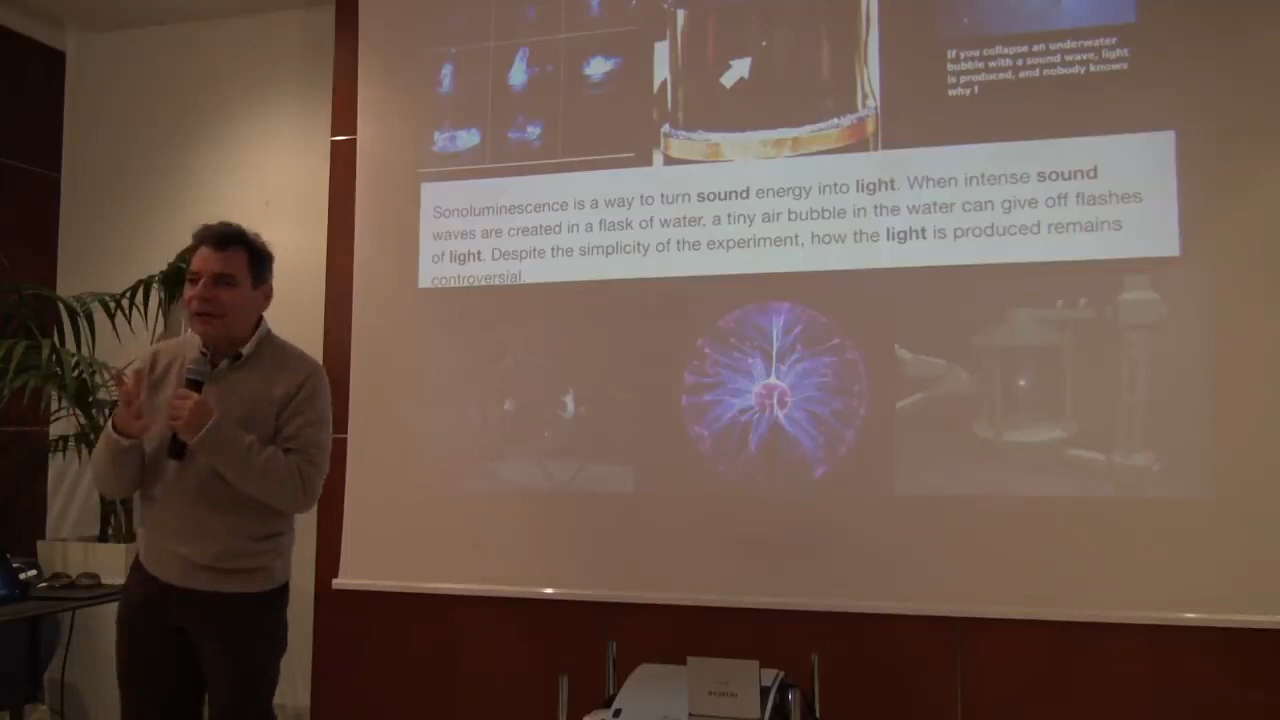 If you collapse an underwater
bubble with a sound wave, light
is produced, and nobody knows
why !
Sonoluminescence is a way to turn sound energy into light. When intense sound
waves are created in a flask of water, a tiny air bubble in the water can give off flashes
of light. Despite the simplicity of the experiment, how the light is produced remains
controversial.